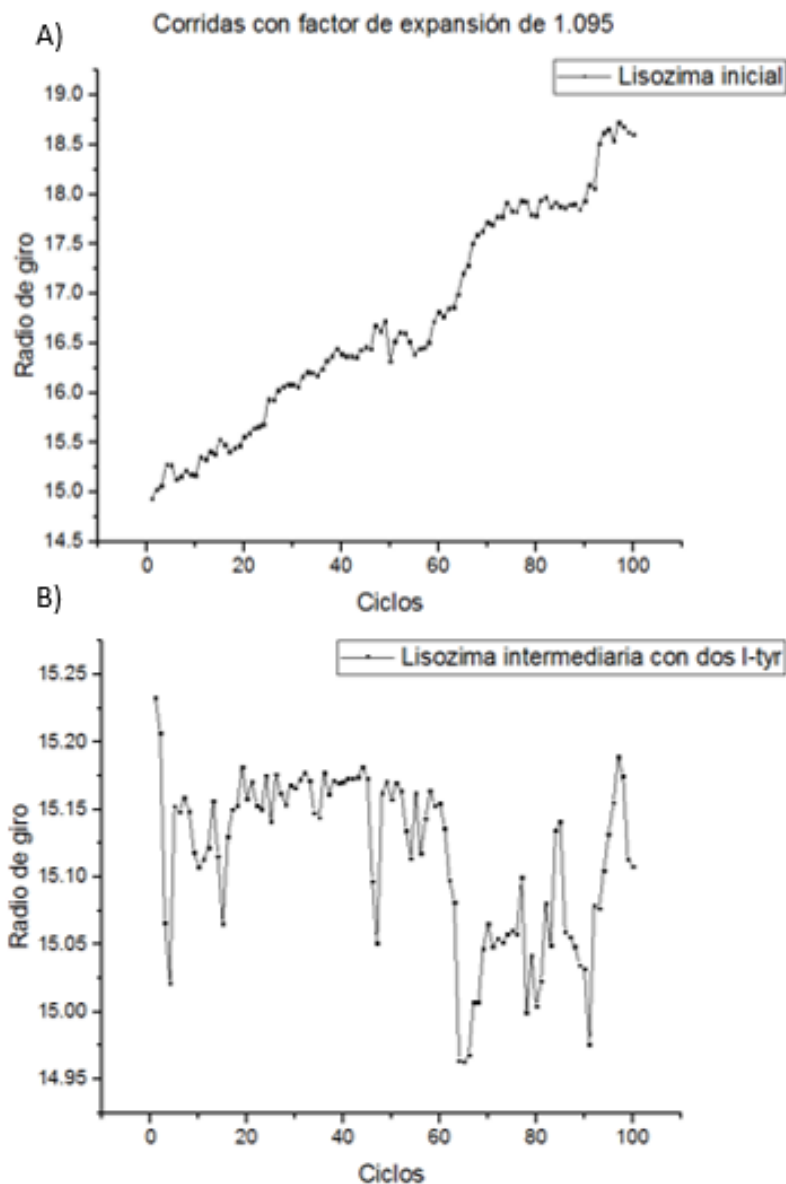 A)
Corridas con factor de expansión de 1.095
Lisozima inicial
19.0
18.5
18.0
17.5
17.0
16.5
16.0
15.5
15.0
14.5
Radio de giro
0 20 40 60 80 100
Ciclos
B)
Lisozima intermediaria con dos I-tyr
15.25
15.20
15.15
15.10
15.05
15.00
14.95
Radio de giro
0 20 40 60 80 100
Ciclos